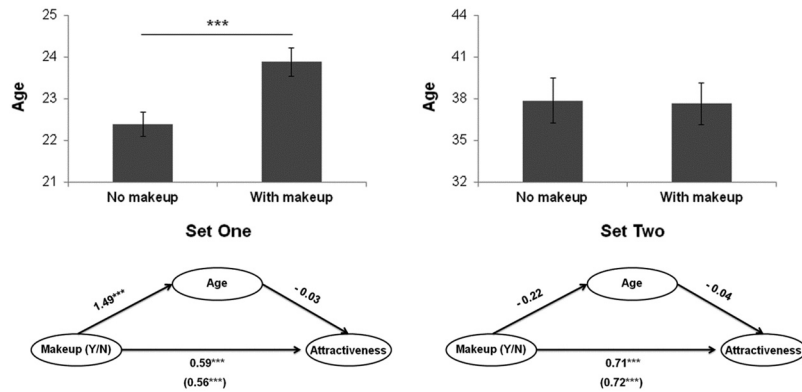 25
24
23
22
21
Age
***
No makeup
With makeup
Set One
44
41
38
35
32
Age
No makeup
With makeup
Set Two
1.49***
Age
- 0.03
Makeup (Y/N)
Attractiveness
0.59***
(0.56***)
- 0.22
Age
- 0.04
Makeup (Y/N)
Attractiveness
0.71***
(0.72***)